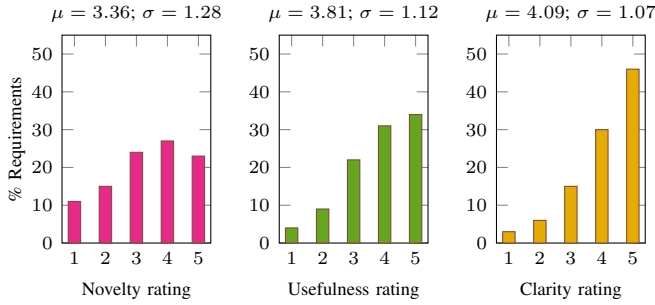 μ = 3.36; σ = 1.28
μ = 3.81; σ = 1.12
μ = 4.09; σ = 1.07
% Requirements
50
40
30
20
10
0
1 2 3 4 5
Novelty rating
50
40
30
20
10
0
1 2 3 4 5
Usefulness rating
50
40
30
20
10
0
1 2 3 4 5
Clarity rating